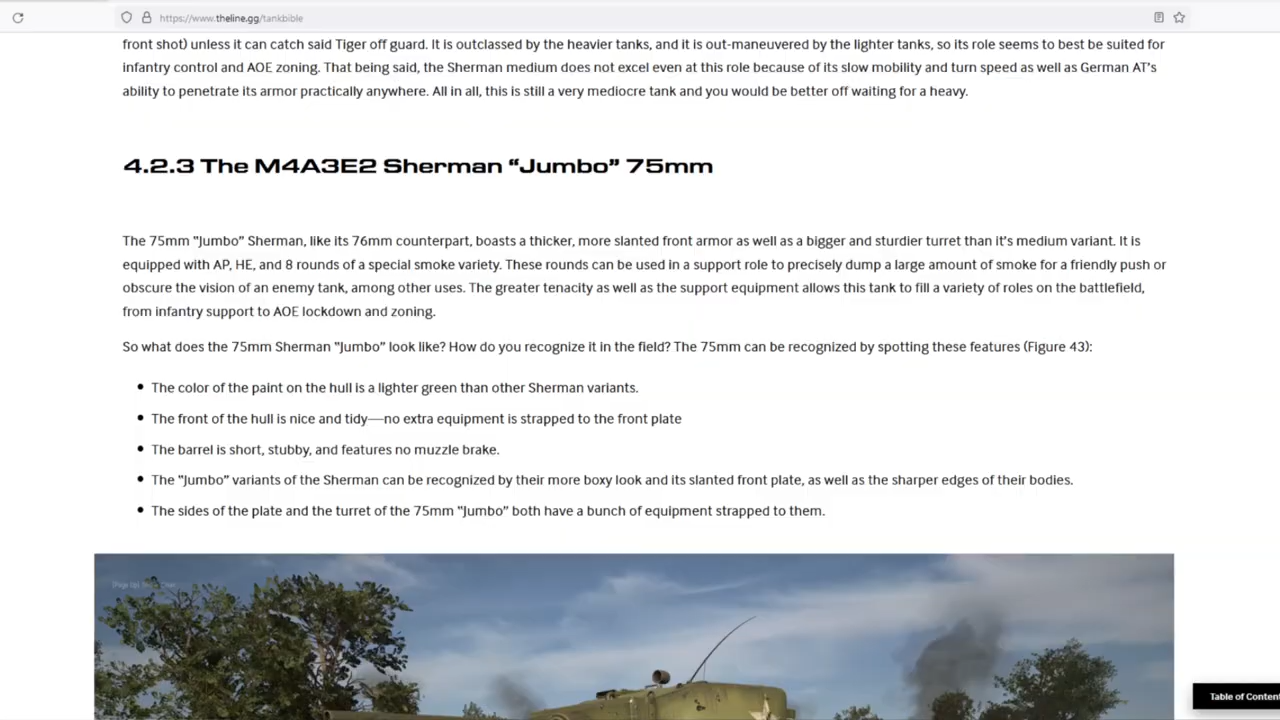 https://www.theline.gg/tankbible
front shot) unless it can catch said Tiger off guard. It is outclassed by the heavier tanks, and it is out-maneuvered by the lighter tanks, so its role seems to best be suited for
infantry control and AOE zoning. That being said, the Sherman medium does not excel even at this role because of its slow mobility and turn speed as well as German AT's
ability to penetrate its armor practically anywhere. All in all, this is still a very mediocre tank and you would be better off waiting for a heavy.
4.2.3 The M4A3E2 Sherman “Jumbo” 75mm
The 75mm "Jumbo" Sherman, like its 76mm counterpart, boasts a thicker, more slanted front armor as well as a bigger and sturdier turret than it's medium variant. It is
equipped with AP, HE, and 8 rounds of a special smoke variety. These rounds can be used in a support role to precisely dump a large amount of smoke for a friendly push or
obscure the vision of an enemy tank, among other uses. The greater tenacity as well as the support equipment allows this tank to fill a variety of roles on the battlefield,
from infantry support to AOE lockdown and zoning.
So what does the 75mm Sherman "Jumbo" look like? How do you recognize it in the field? The 75mm can be recognized by spotting these features (Figure 43):
• The color of the paint on the hull is a lighter green than other Sherman variants.
• The front of the hull is nice and tidy—no extra equipment is strapped to the front plate
• The barrel is short, stubby, and features no muzzle brake.
• The "Jumbo" variants of the Sherman can be recognized by their more boxy look and its slanted front plate, as well as the sharper edges of their bodies.
• The sides of the plate and the turret of the 75mm "Jumbo" both have a bunch of equipment strapped to them.
Table of Content